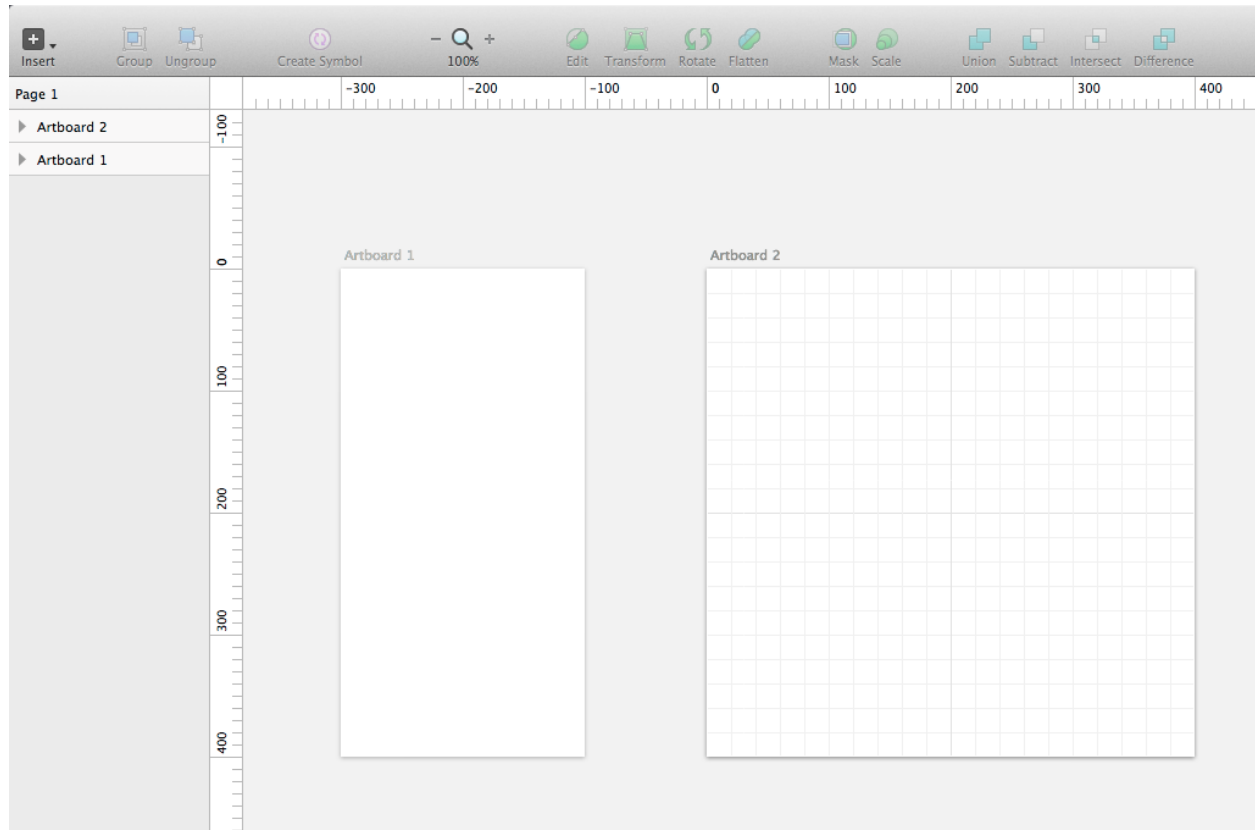 Insert Group Ungroup Create Symbol 100% Edit Transform Rotate Flatten Mask Scale Union Subtract Intersect Difference
Page 1
-300 -200 -100 0 100 200 300 400
Artboard 2
Artboard 1
-100
0
100
200
300
400
Artboard 1
Artboard 2